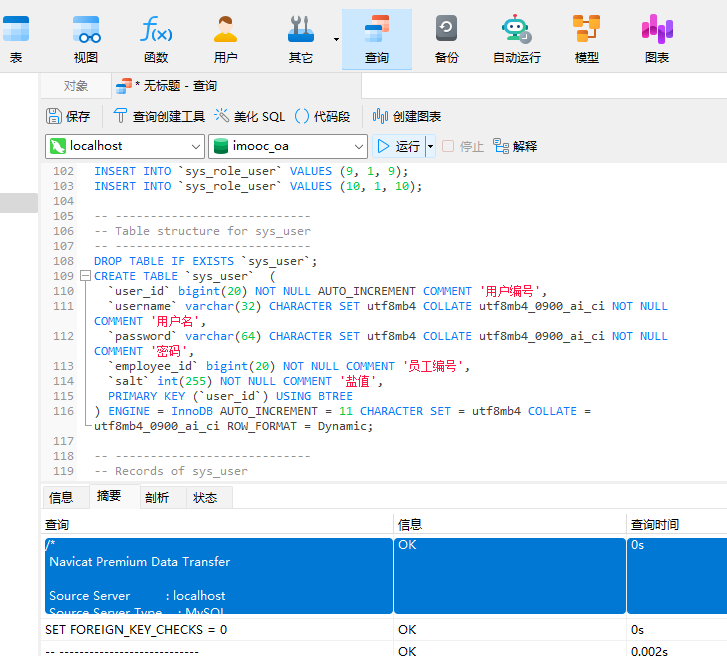 表 视图 函数 用户 其它 查询 备份 自动运行 模型 图表
对象 * 无标题 - 查询
保存 查询创建工具 美化 SQL () 代码段 创建图表
localhost imooc_oa 运行 停止 解释
102 INSERT INTO `sys_role_user` VALUES (9, 1, 9);
103 INSERT INTO `sys_role_user` VALUES (10, 1, 10);
104
105 -- ----------------------------
106 -- Table structure for sys_user
107 -- ----------------------------
108 DROP TABLE IF EXISTS `sys_user`;
109 CREATE TABLE `sys_user`  (
110 `user_id` bigint(20) NOT NULL AUTO_INCREMENT COMMENT '用户编号',
111 `username` varchar(32) CHARACTER SET utf8mb4 COLLATE utf8mb4_0900_ai_ci NOT NULL
COMMENT '用户名',
112 `password` varchar(64) CHARACTER SET utf8mb4 COLLATE utf8mb4_0900_ai_ci NOT NULL
COMMENT '密码',
113 `employee_id` bigint(20) NOT NULL COMMENT '员工编号',
114 `salt` int(255) NOT NULL COMMENT '盐值',
115 PRIMARY KEY (`user_id`) USING BTREE
116 ) ENGINE = InnoDB AUTO_INCREMENT = 11 CHARACTER SET = utf8mb4 COLLATE =
utf8mb4_0900_ai_ci ROW_FORMAT = Dynamic;
117
118 -- ----------------------------
119 -- Records of sys_user
信息 摘要 剖析 状态
查询 信息 查询时间
/* OK 0s
Navicat Premium Data Transfer
Source Server : localhost
Source Server Type : MySQL
SET FOREIGN_KEY_CHECKS = 0 OK 0s
-- ---------------------------- OK 0.002s